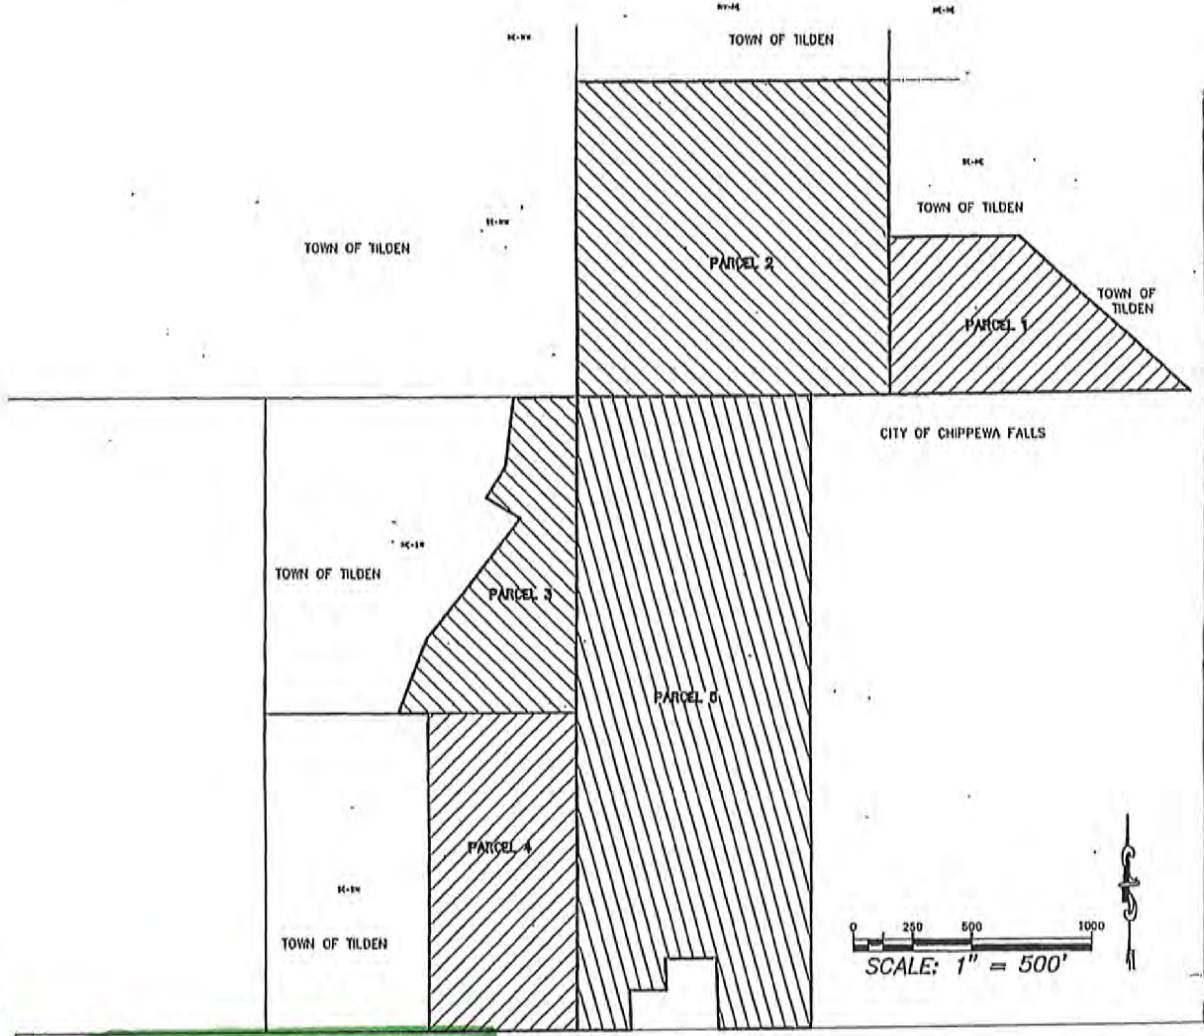 TOWN OF TILDEN
TOWN OF TILDEN
TOWN OF TILDEN
PARCEL 2
TOWN OF
TILDEN
PARCEL 1
CITY OF CHIPPEWA FALLS
TOWN OF TILDEN
PARCEL 3
PARCEL 5
PARCEL 4
TOWN OF TILDEN
0 250 500 1000
SCALE: 1" = 500'